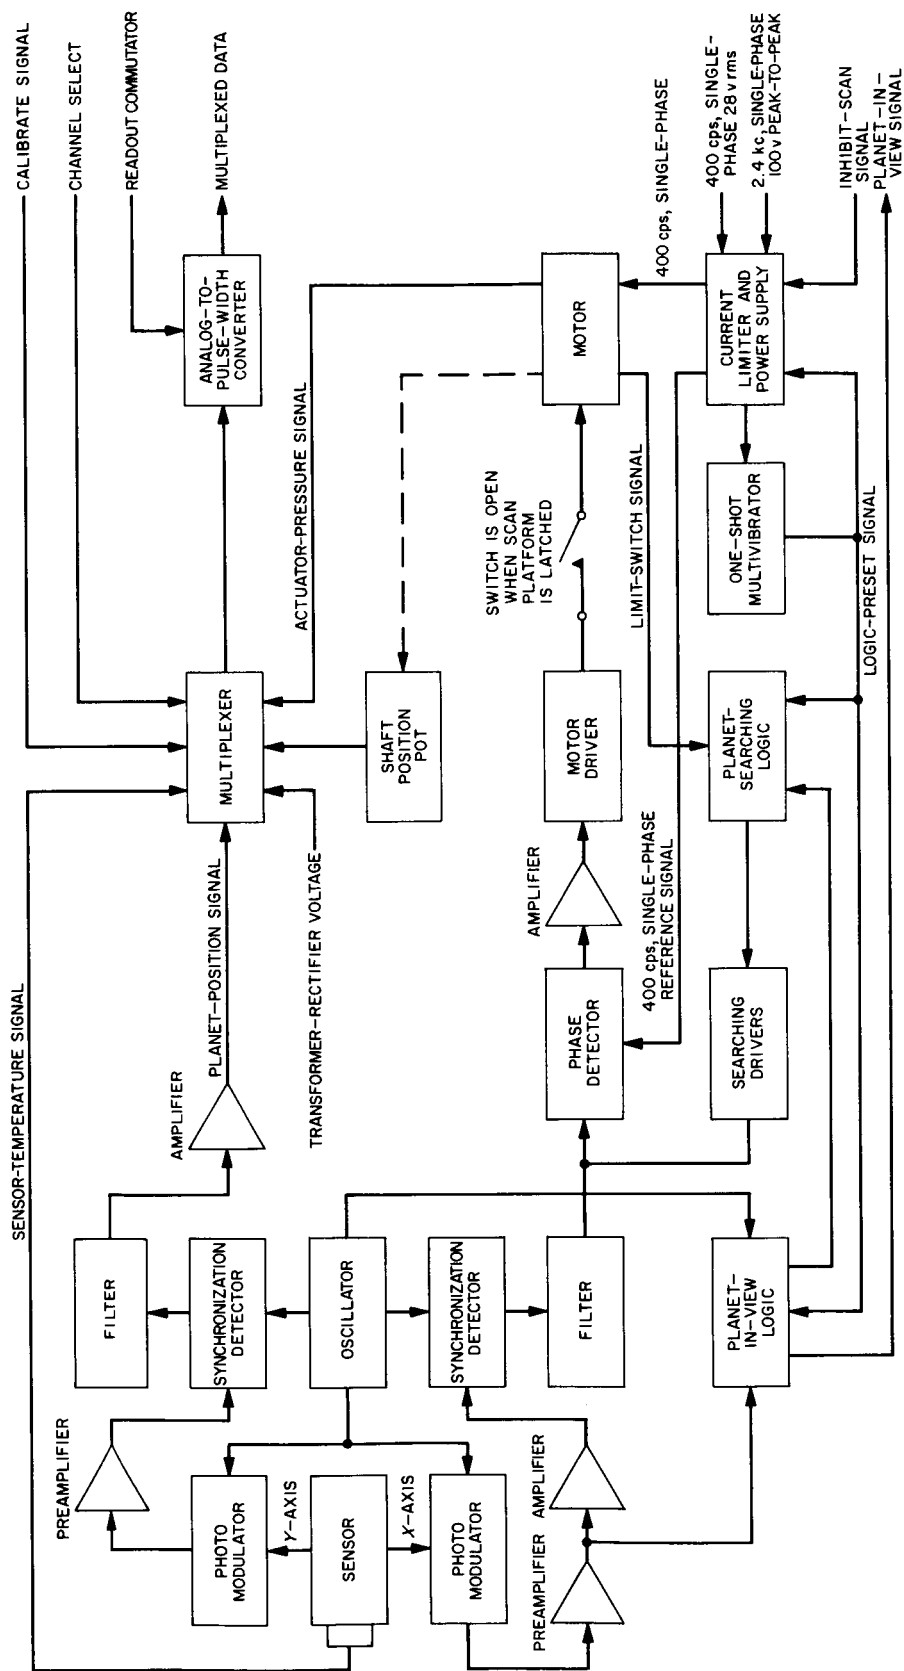 SENSOR-TEMPERATURE SIGNAL
CALIBRATE SIGNAL
CHANNEL SELECT
READOUT COMMUTATOR
MULTIPLEXED DATA
PREAMPLIFIER
FILTER
AMPLIFIER
PLANET-POSITION SIGNAL
MULTIPLEXER
ANALOG-TO-
PULSE-WIDTH
CONVERTER
PHOTO
MODULATOR
SYNCHRONIZATION
DETECTOR
Y-AXIS
SENSOR
OSCILLATOR
TRANSFORMER-RECTIFIER VOLTAGE
ACTUATOR-PRESSURE SIGNAL
SHAFT
POSITION
POT
X-AXIS
PHOTO
MODULATOR
SYNCHRONIZATION
DETECTOR
PREAMPLIFIER
AMPLIFIER
FILTER
PHASE
DETECTOR
AMPLIFIER
MOTOR
DRIVER
SWITCH IS OPEN
WHEN SCAN
PLATFORM
IS LATCHED
MOTOR
400 cps, SINGLE-PHASE
400 cps, SINGLE-PHASE
REFERENCE SIGNAL
LIMIT-SWITCH SIGNAL
PLANET-
IN-VIEW
LOGIC
SEARCHING
DRIVERS
PLANET-
SEARCHING
LOGIC
ONE-SHOT
MULTIVIBRATOR
CURRENT
LIMITER AND
POWER SUPPLY
400 cps, SINGLE-
PHASE 28 v rms
2.4 kc, SINGLE-PHASE
100 v PEAK-TO-PEAK
LOGIC-PRESET SIGNAL
INHIBIT-SCAN
SIGNAL
PLANET-IN-
VIEW SIGNAL